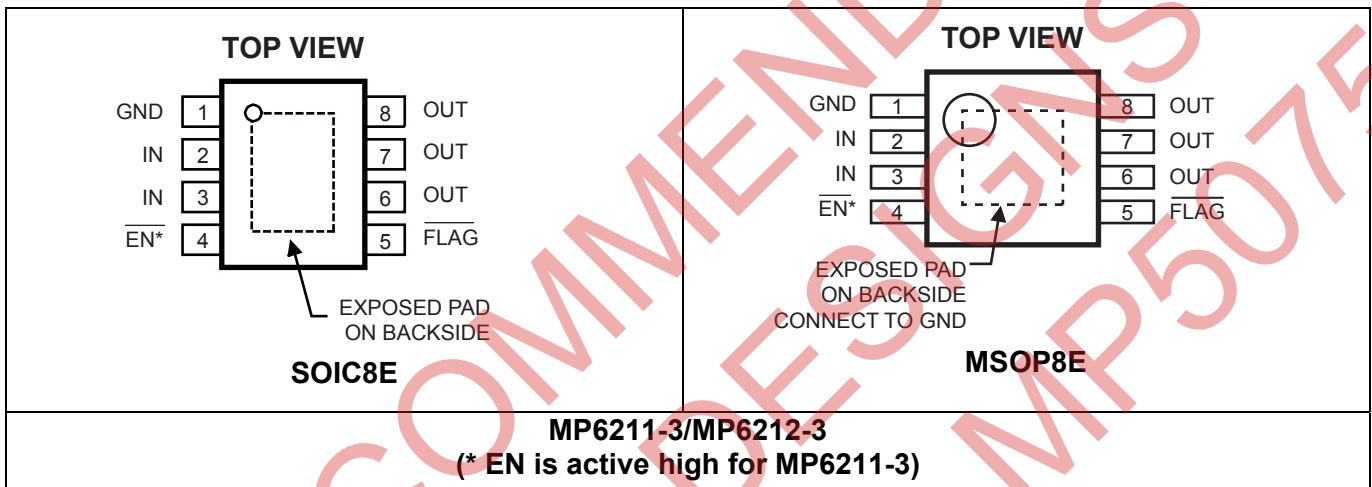 TOP VIEW
GND 1 8 OUT
IN 2 7 OUT
IN 3 6 OUT
EN* 4 5 FLAG
EXPOSED PAD
ON BACKSIDE
SOIC8E
TOP VIEW
GND 1 8 OUT
IN 2 7 OUT
IN 3 6 OUT
EN* 4 5 FLAG
EXPOSED PAD
ON BACKSIDE
CONNECT TO GND
MSOP8E
MP6211-3/MP6212-3
(* EN is active high for MP6211-3)
COMMEND
DESIGNS
MP5075